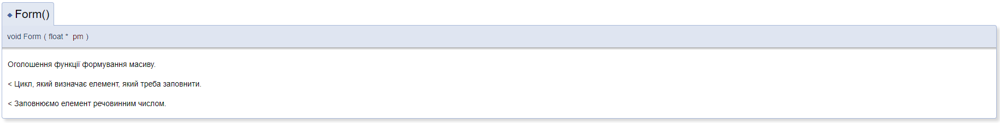 ◆ Form()
void Form ( float * pm )
Оголошення функції формування масиву.
< Цикл, який визначає елемент, який треба заповнити.
< Заповнюємо елемент речовинним числом.